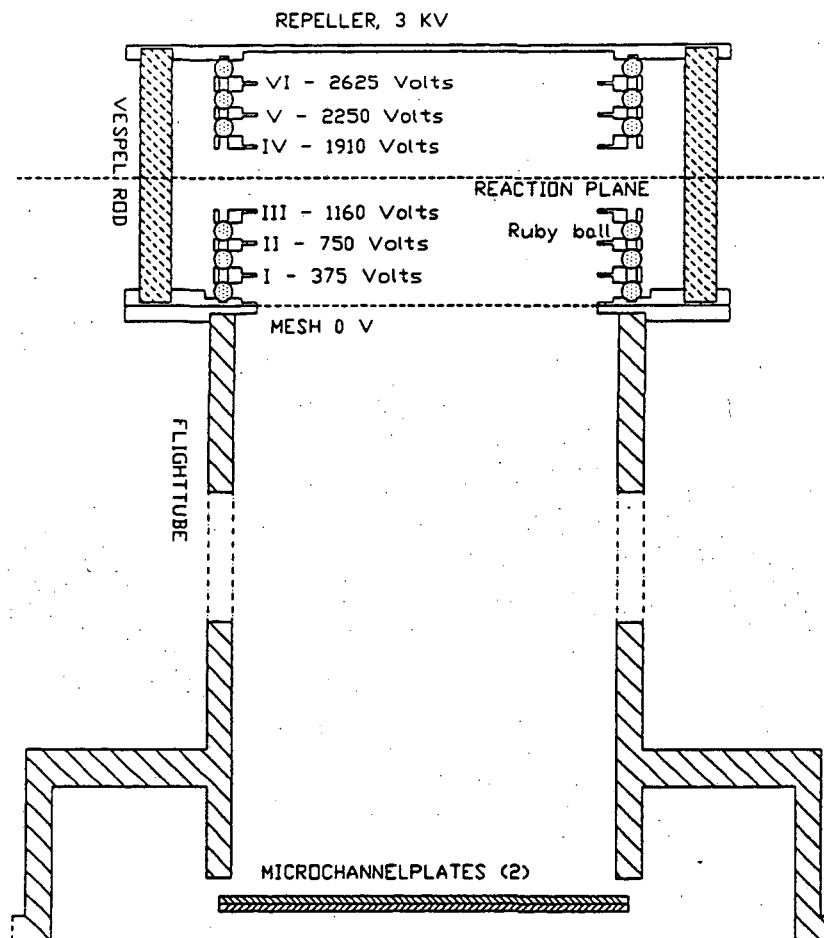 REPELLER, 3 KV
VI - 2625 Volts
V - 2250 Volts
IV - 1910 Volts
VESPEL ROD
REACTION PLANE
III - 1160 Volts
II - 750 Volts
Ruby ball
I - 375 Volts
MESH 0 V
FLIGHTTUBE
MICROCHANNELPLATES (2)